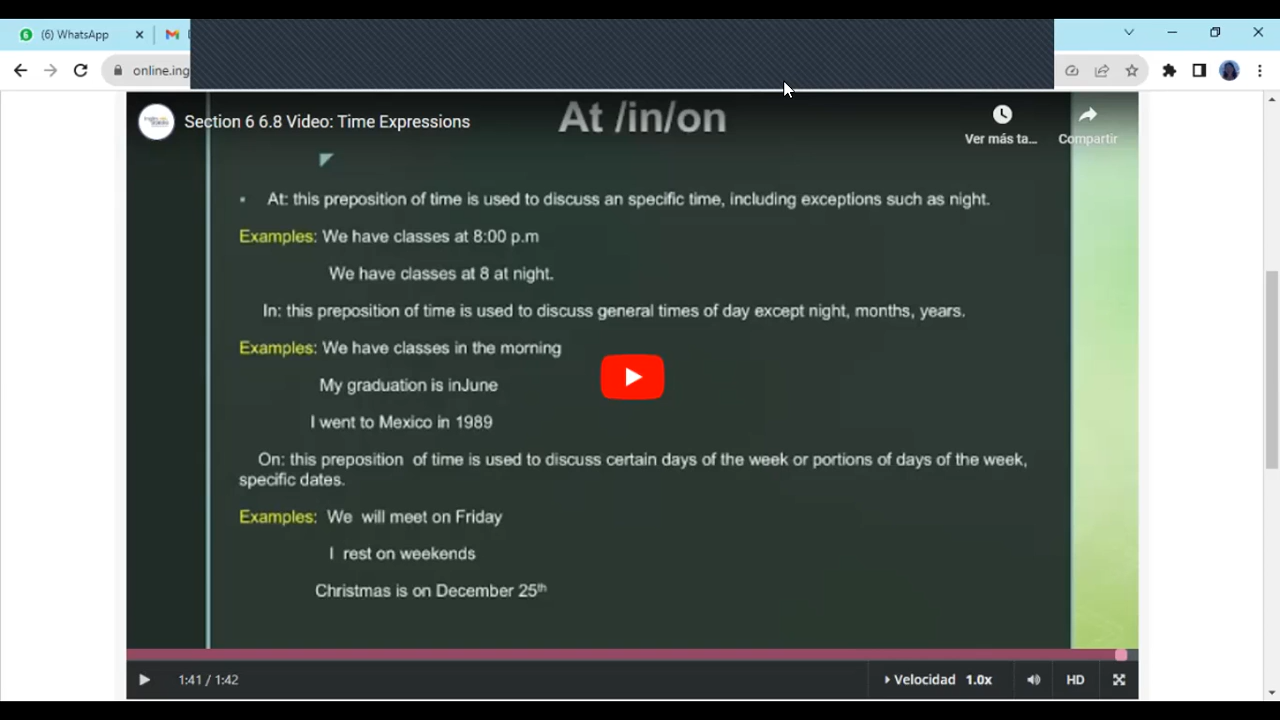 (6) WhatsApp
online.ing
At /in/on
Section 6 6.8 Video: Time Expressions
Ver más ta...
Compartir
▪ At: this preposition of time is used to discuss an specific time, including exceptions such as night.
Examples: We have classes at 8:00 p.m
We have classes at 8 at night.
In: this preposition of time is used to discuss general times of day except night, months, years.
Examples: We have classes in the morning
My graduation is inJune
I went to Mexico in 1989
On: this preposition of time is used to discuss certain days of the week or portions of days of the week,
specific dates.
Examples: We will meet on Friday
I rest on weekends
Christmas is on December 25th
1:41 / 1:42
Velocidad 1.0x
HD